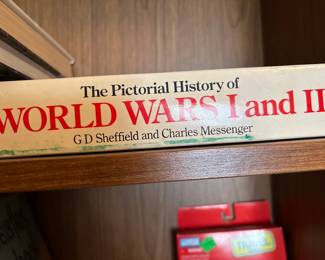 The Pictorial History of
WORLD WARS I and II
G D Sheffield and Charles Messenger